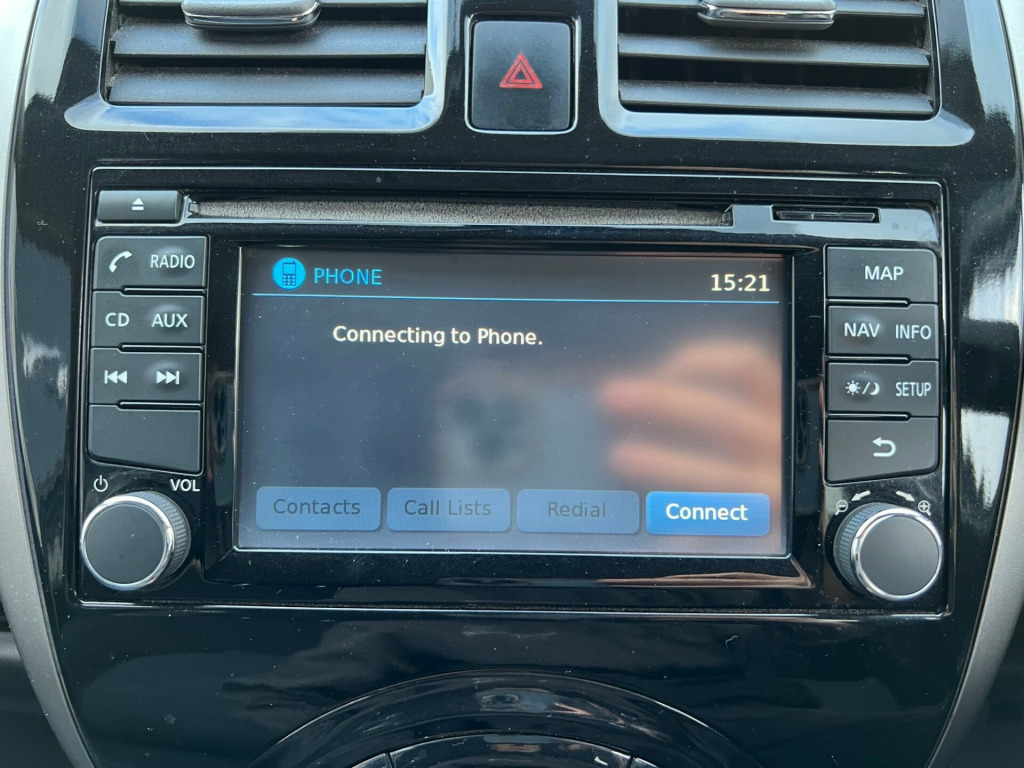 PHONE
15:21
Connecting to Phone.
Contacts
Call Lists
Redial
Connect
RADIO
CD AUX
VOL
MAP
NAV INFO
SETUP